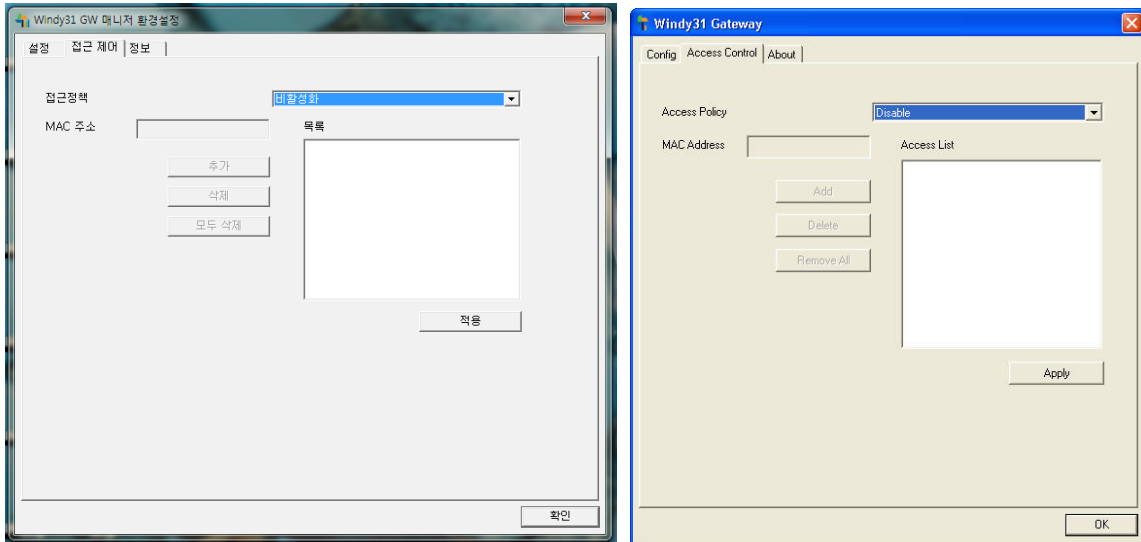 Windy31 GW 매니저 환경설정
설정 접근 제어 정보
접근정책 비활성화
MAC 주소 목록
추가
삭제
모두 삭제
적용
확인
Windy31 Gateway
Config Access Control About
Access Policy Disable
MAC Address Access List
Add
Delete
Remove All
Apply
OK